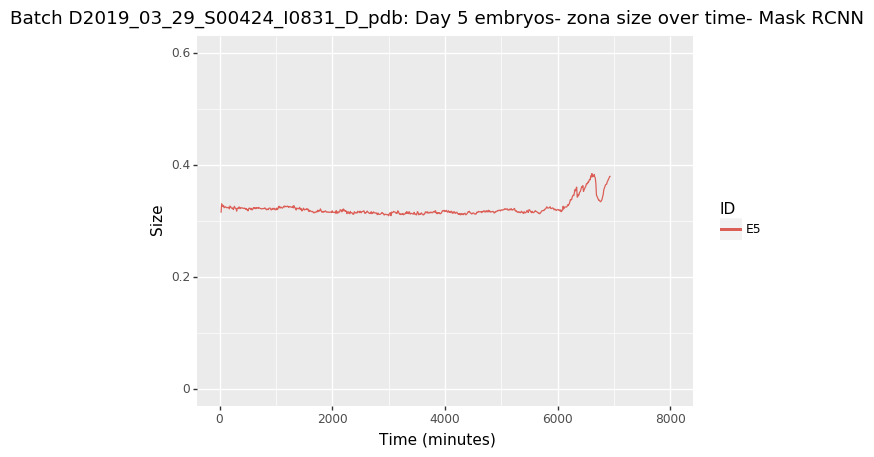 Batch D2019_03_29_S00424_I0831_D_pdb: Day 5 embryos- zona size over time- Mask RCNN
0.6
0.4
0.2
0
Size
0
2000
4000
6000
8000
Time (minutes)
ID
E5